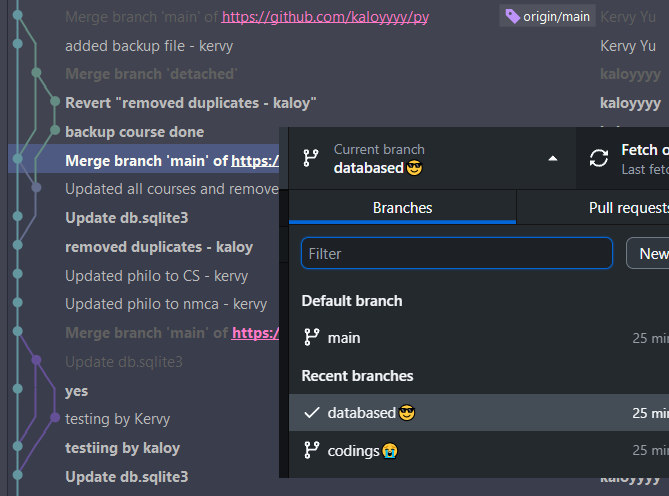 Merge branch 'main' of https://github.com/kaloyyyy/py origin/main Kervy Yu
added backup file - kervy Kervy Yu
Merge branch 'detached' kaloyyyy
Revert "removed duplicates - kaloy" kaloyyyy
backup course done
Merge branch 'main' of https:/
Updated all courses and remove
Update db.sqlite3
removed duplicates - kaloy
Updated philo to CS - kervy
Updated philo to nmca - kervy
Merge branch 'main' of https:/
Update db.sqlite3
yes
testing by Kervy
testiing by kaloy
Update db.sqlite3 kaloyyyy
Current branch
databased😎
Fetch o
Last fetc
Branches
Pull requests
Filter
New
Default branch
main 25 min
Recent branches
databased😎 25 min
codings😭 25 min